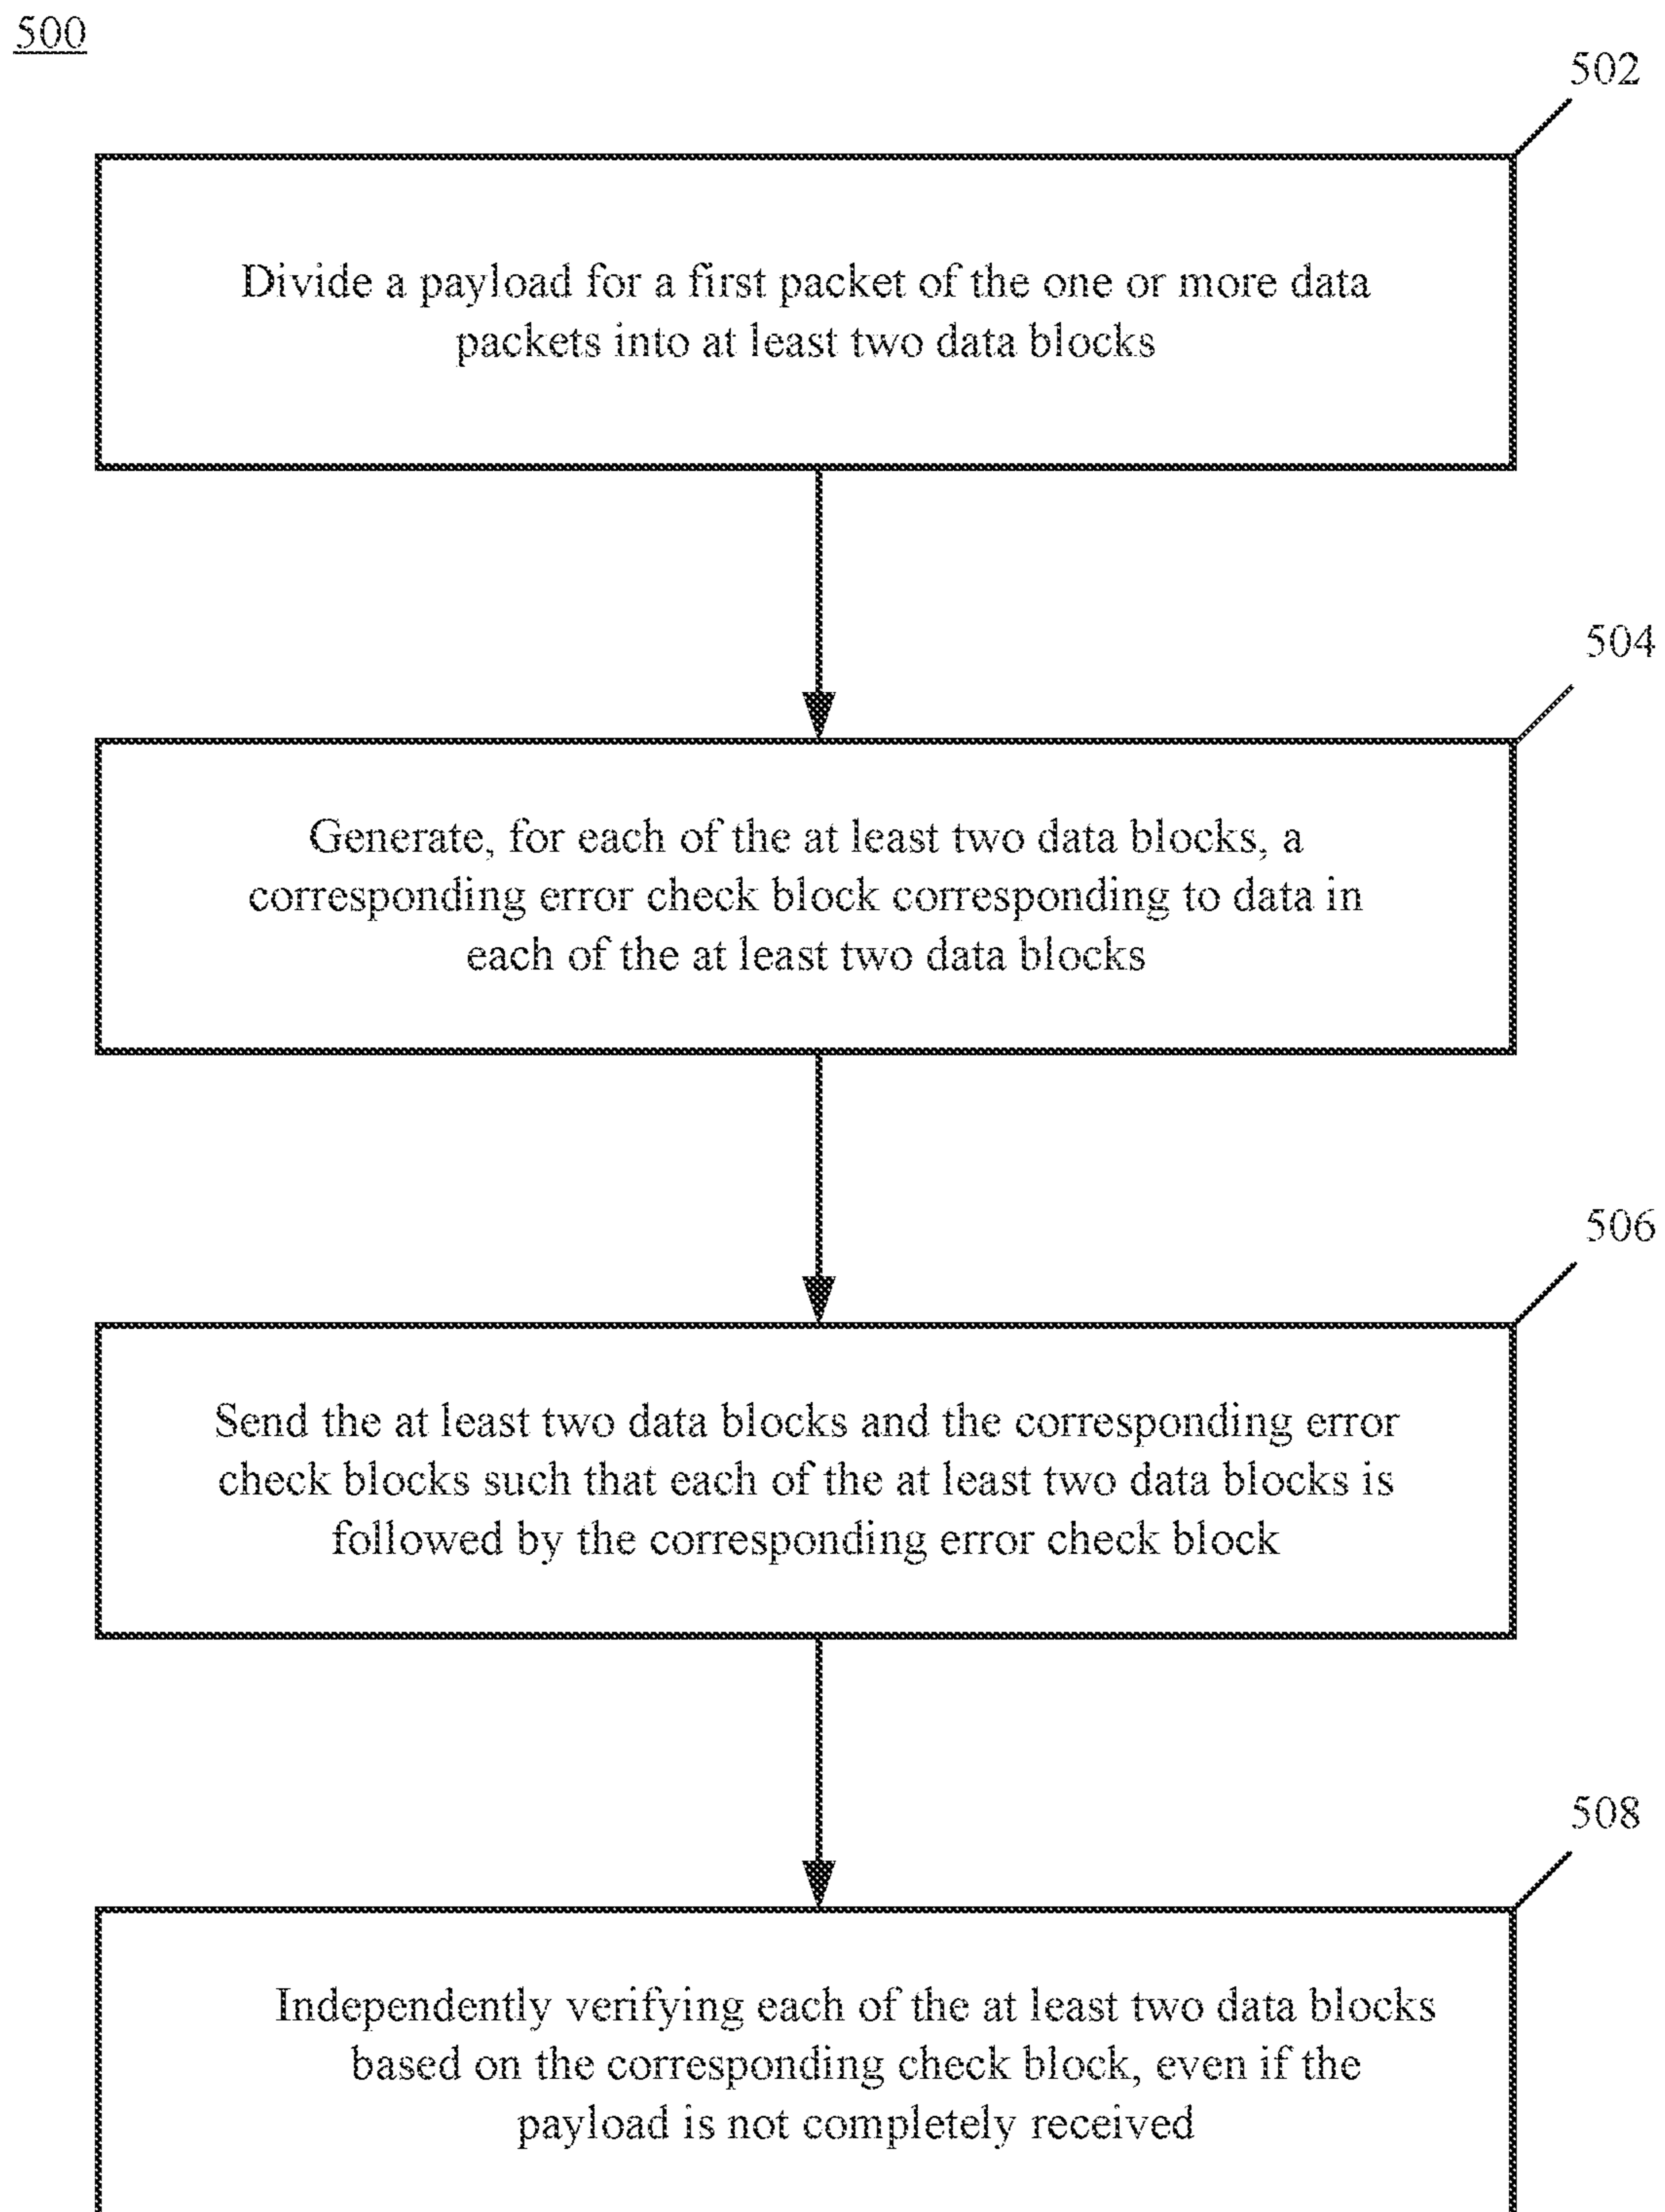 500
502
Divide a payload for a first packet of the one or more data
packets into at least two data blocks
504
Generate, for each of the at least two data blocks, a
corresponding error check block corresponding to data in
each of the at least two data blocks
506
Send the at least two data blocks and the corresponding error
check blocks such that each of the at least two data blocks is
followed by the corresponding error check block
508
Independently verifying each of the at least two data blocks
based on the corresponding check block, even if the
payload is not completely received